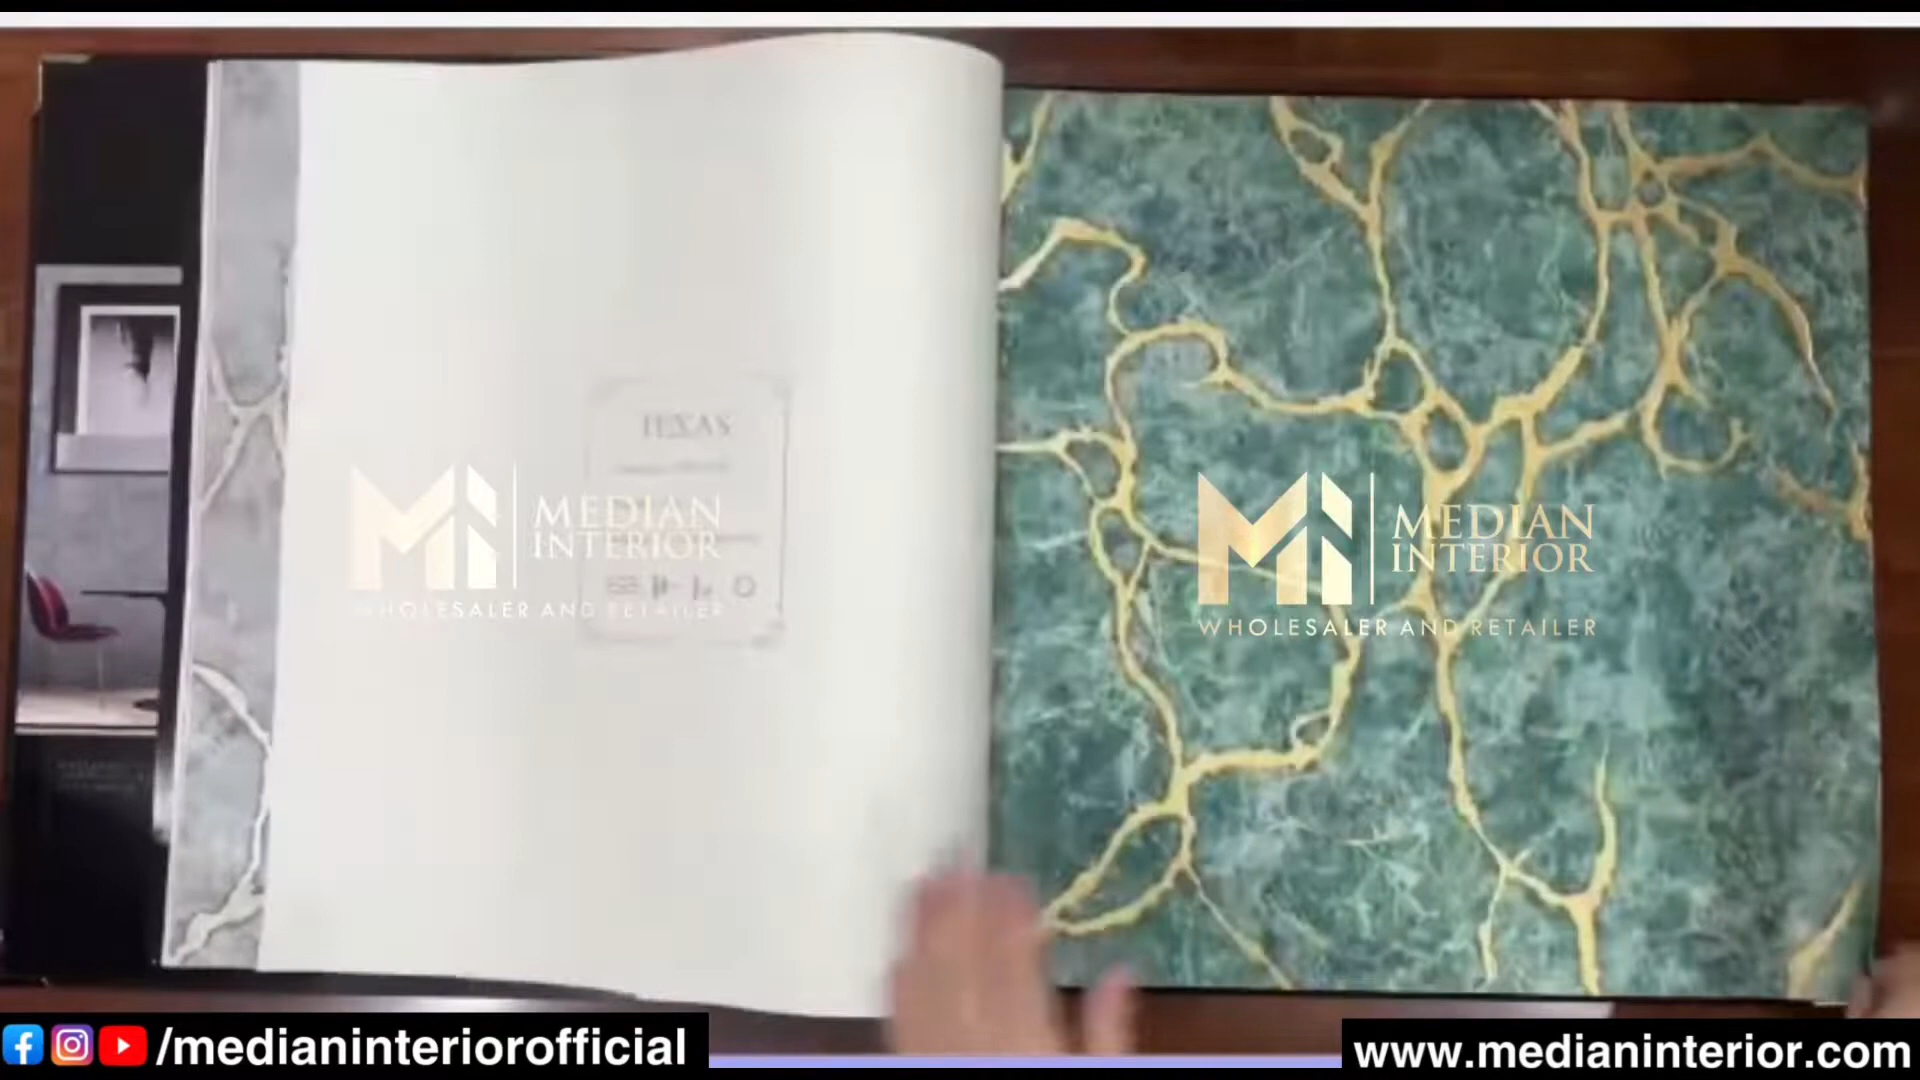 TEXAS
MEDIAN
INTERIOR
WHOLESALER AND RETAILER
MEDIAN
INTERIOR
WHOLESALER AND RETAILER
/medianinteriorofficial
www.medianinterior.com